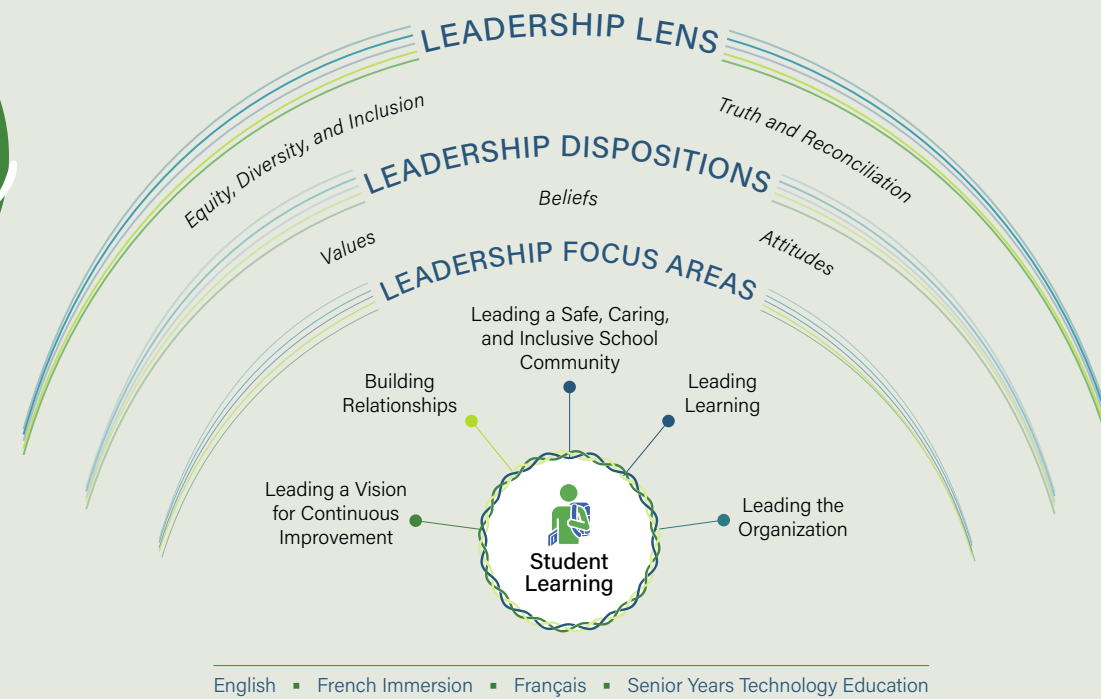 LEADERSHIP LENS
Equity, Diversity, and Inclusion
Truth and Reconciliation
LEADERSHIP DISPOSITIONS
Values
Beliefs
Attitudes
LEADERSHIP FOCUS AREAS
Leading a Vision
for Continuous
Improvement
Building
Relationships
Leading a Safe, Caring,
and Inclusive School
Community
Leading
Learning
Leading the
Organization
Student
Learning
English ▪ French Immersion ▪ Français ▪ Senior Years Technology Education